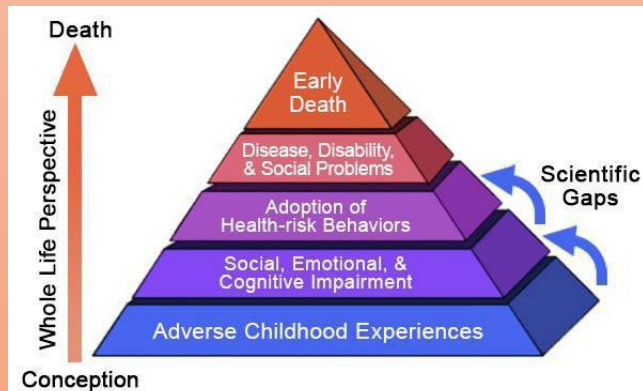 Death
Whole Life Perspective
Conception
Early
Death
Disease, Disability,
& Social Problems
Adoption of
Health-risk Behaviors
Social, Emotional, &
Cognitive Impairment
Adverse Childhood Experiences
Scientific
Gaps